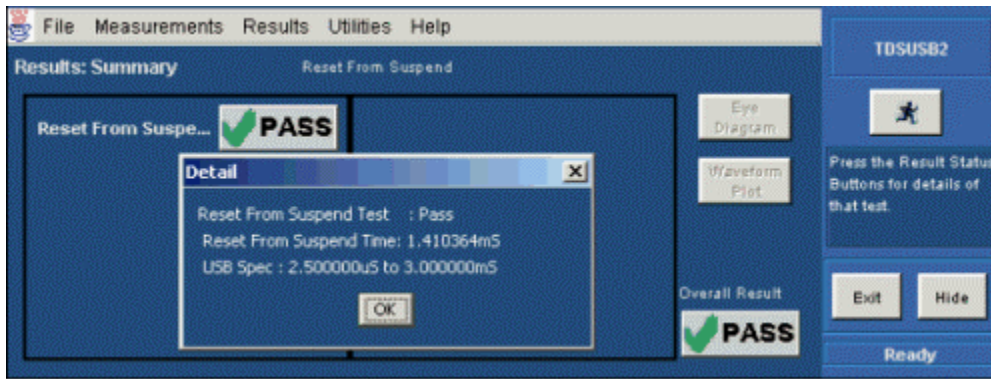 File Measurements Results Utilities Help
Results: Summary Reset From Suspend
Reset From Suspe... PASS
Detail
Reset From Suspend Test : Pass
Reset From Suspend Time: 1.410364mS
USB Spec : 2.500000uS to 3.000000mS
OK
Eye
Diagram
Waveform
Plot
Overall Result
PASS
TDSUSB2
Press the Result Status
Buttons for details of
that test.
Exit Hide
Ready